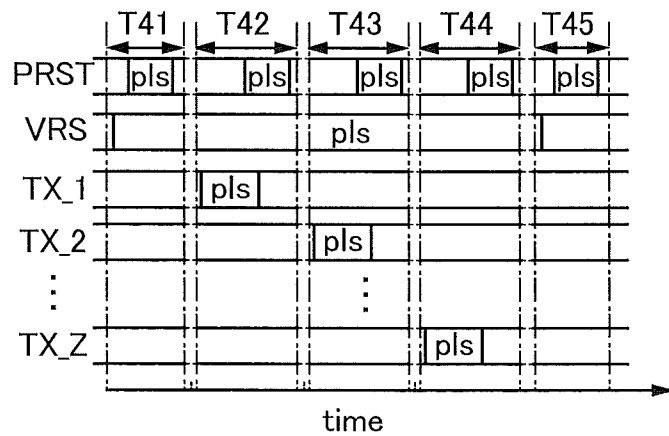 T41 T42 T43 T44 T45
PRST pls pls pls pls pls
VRS pls
TX_1 pls
TX_2 pls
⋮ ⋮
TX_Z pls
time